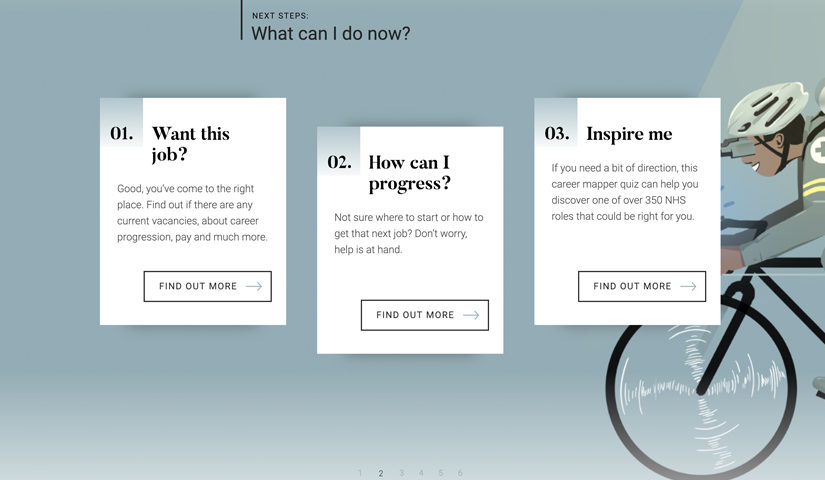 NEXT STEPS:
What can I do now?
01.
Want this
job?
Good, you've come to the right
place. Find out if there are any
current vacancies, about career
progression, pay and much more.
FIND OUT MORE
02.
How can I
progress?
Not sure where to start or how to
get that next job? Don't worry,
help is at hand.
FIND OUT MORE
03.
Inspire me
If you need a bit of direction, this
career mapper quiz can help you
discover one of over 350 NHS
roles that could be right for you.
FIND OUT MORE
1 2 3 4 5 6